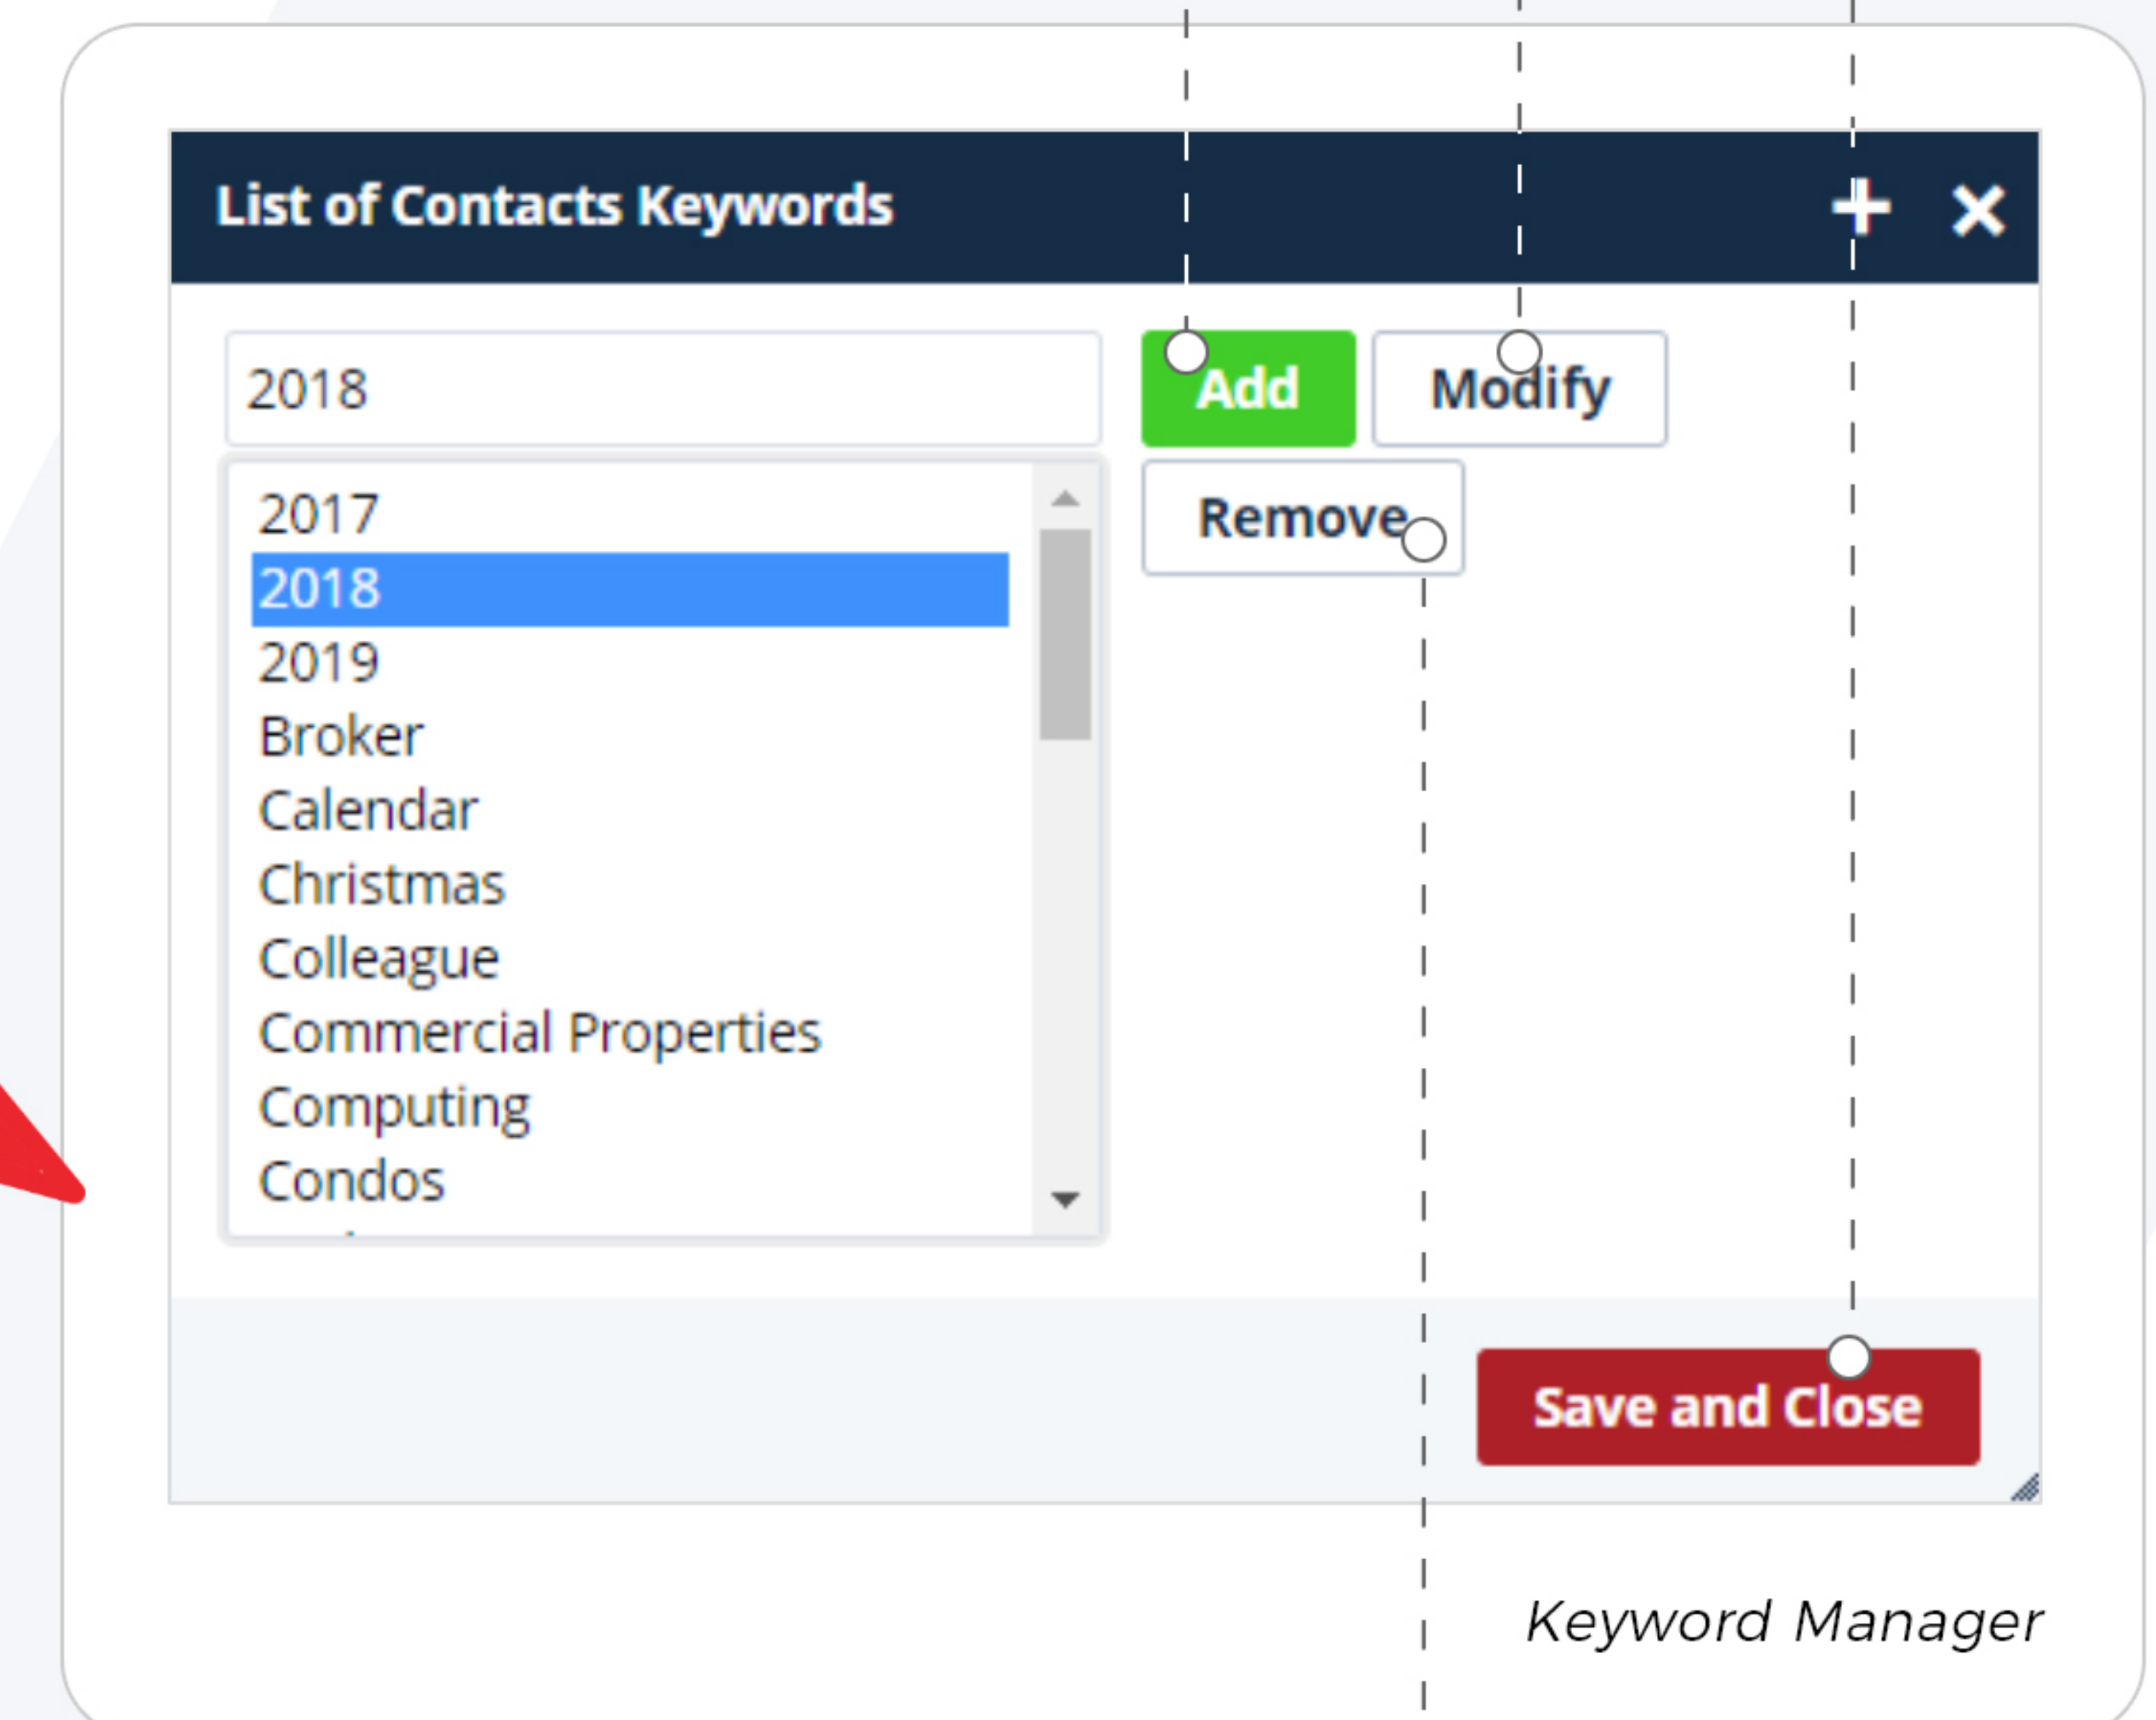 List of Contacts Keywords
2018
Add
Modify
Remove
2017
2018
2019
Broker
Calendar
Christmas
Colleague
Commercial Properties
Computing
Condos
Save and Close
Keyword Manager